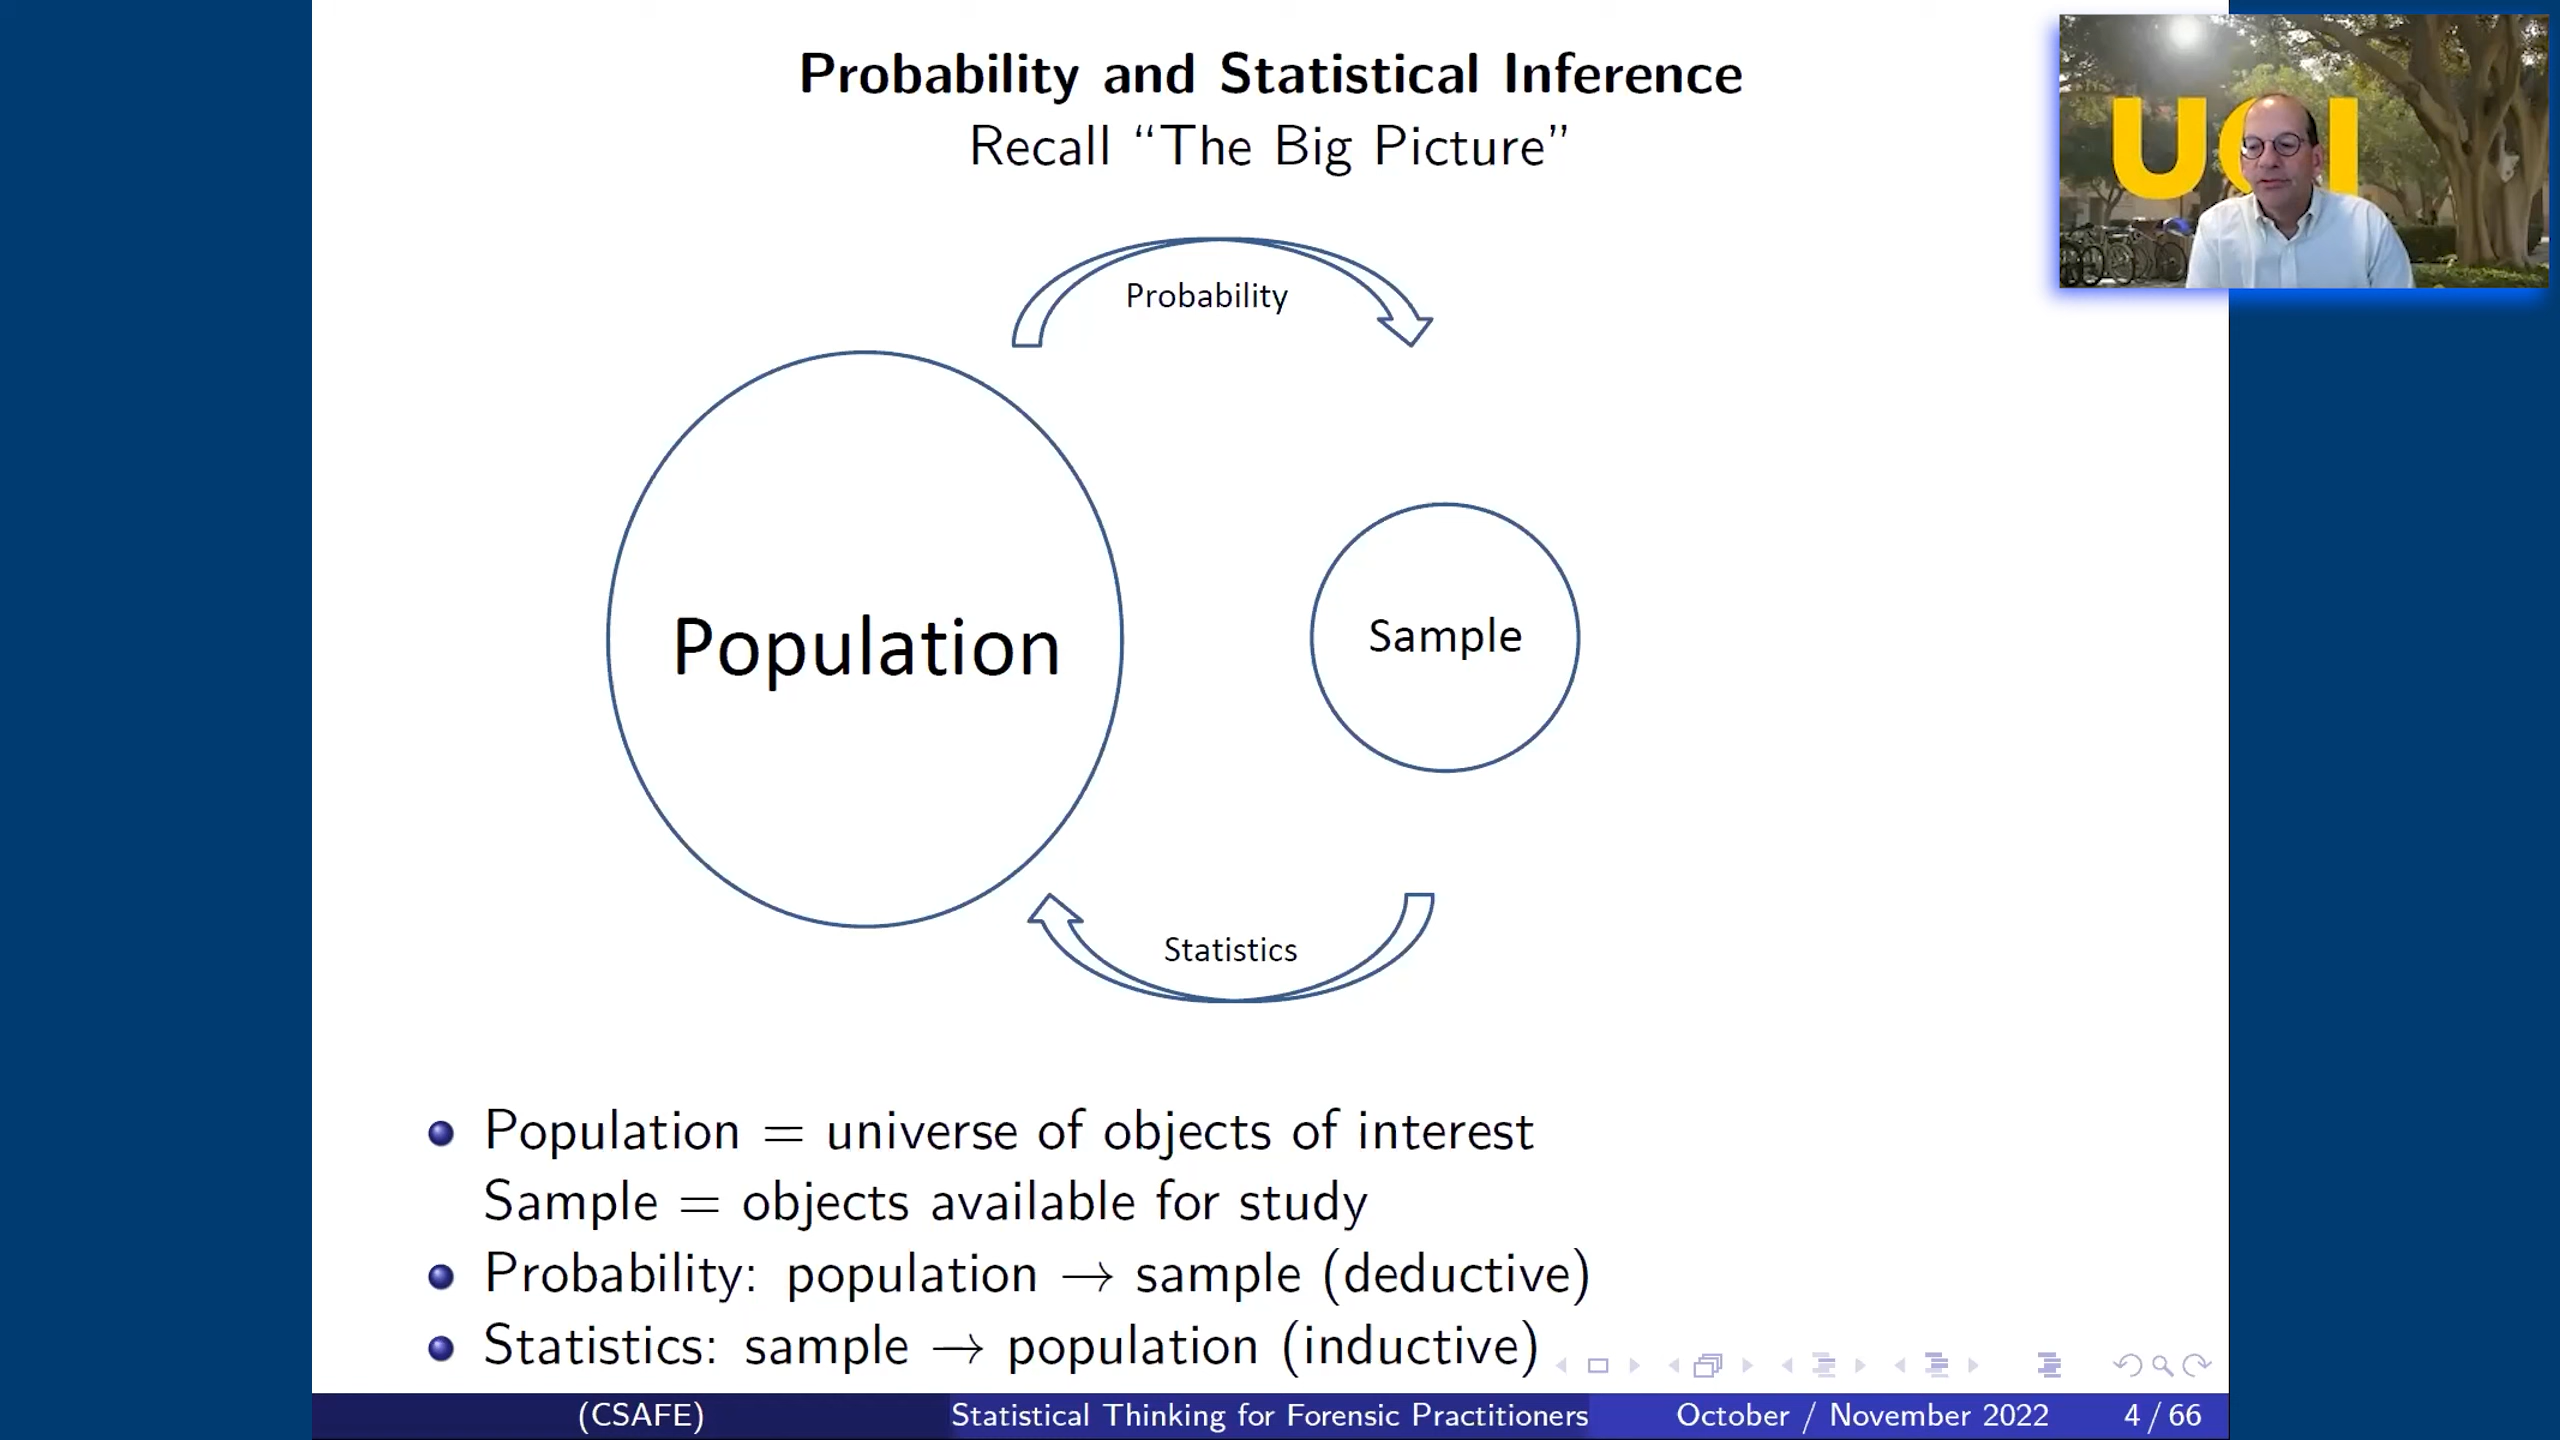 Probability and Statistical Inference
Recall “The Big Picture”
UCI
Probability
Population
Sample
Statistics
Population = universe of objects of interest
Sample = objects available for study
Probability: population → sample (deductive)
Statistics: sample → population (inductive)
(CSAFE)
Statistical Thinking for Forensic Practitioners
October / November 2022
4 / 66